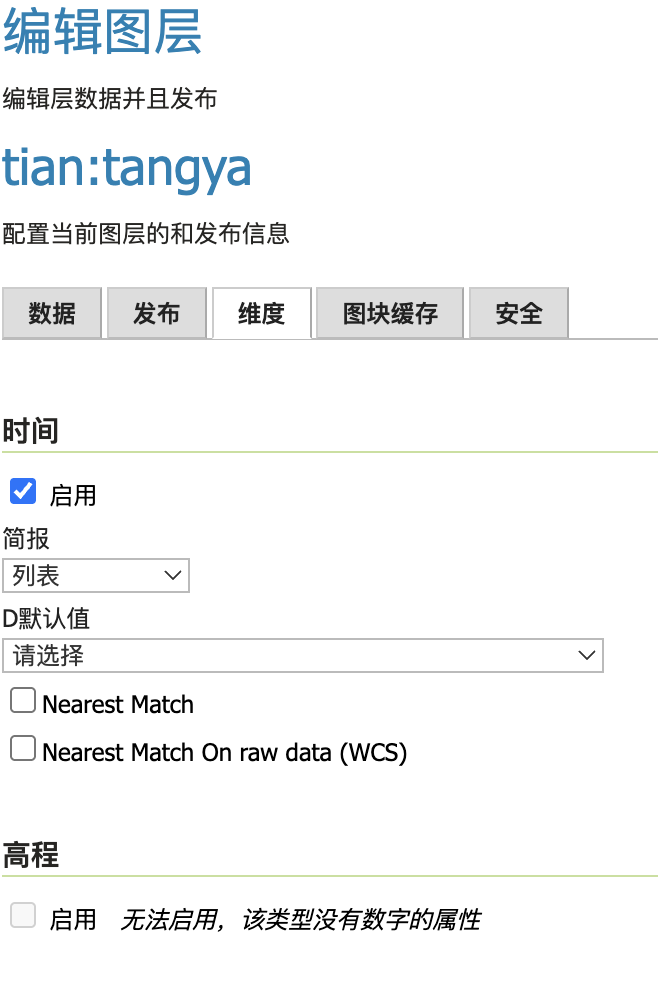 编辑图层
编辑层数据并且发布
tian:tangya
配置当前图层的和发布信息
数据 发布 维度 图块缓存 安全
时间
启用
简报
列表
D默认值
请选择
Nearest Match
Nearest Match On raw data (WCS)
高程
启用 无法启用，该类型没有数字的属性